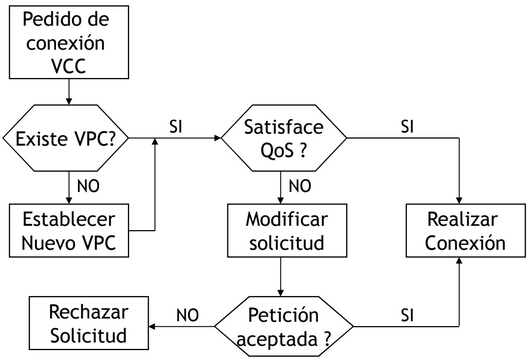 Pedido de
conexión
VCC
Existe VPC?
SI
Satisface
QoS ?
SI
NO
NO
Establecer
Nuevo VPC
Modificar
solicitud
Realizar
Conexión
Rechazar
Solicitud
NO
Petición
aceptada ?
SI